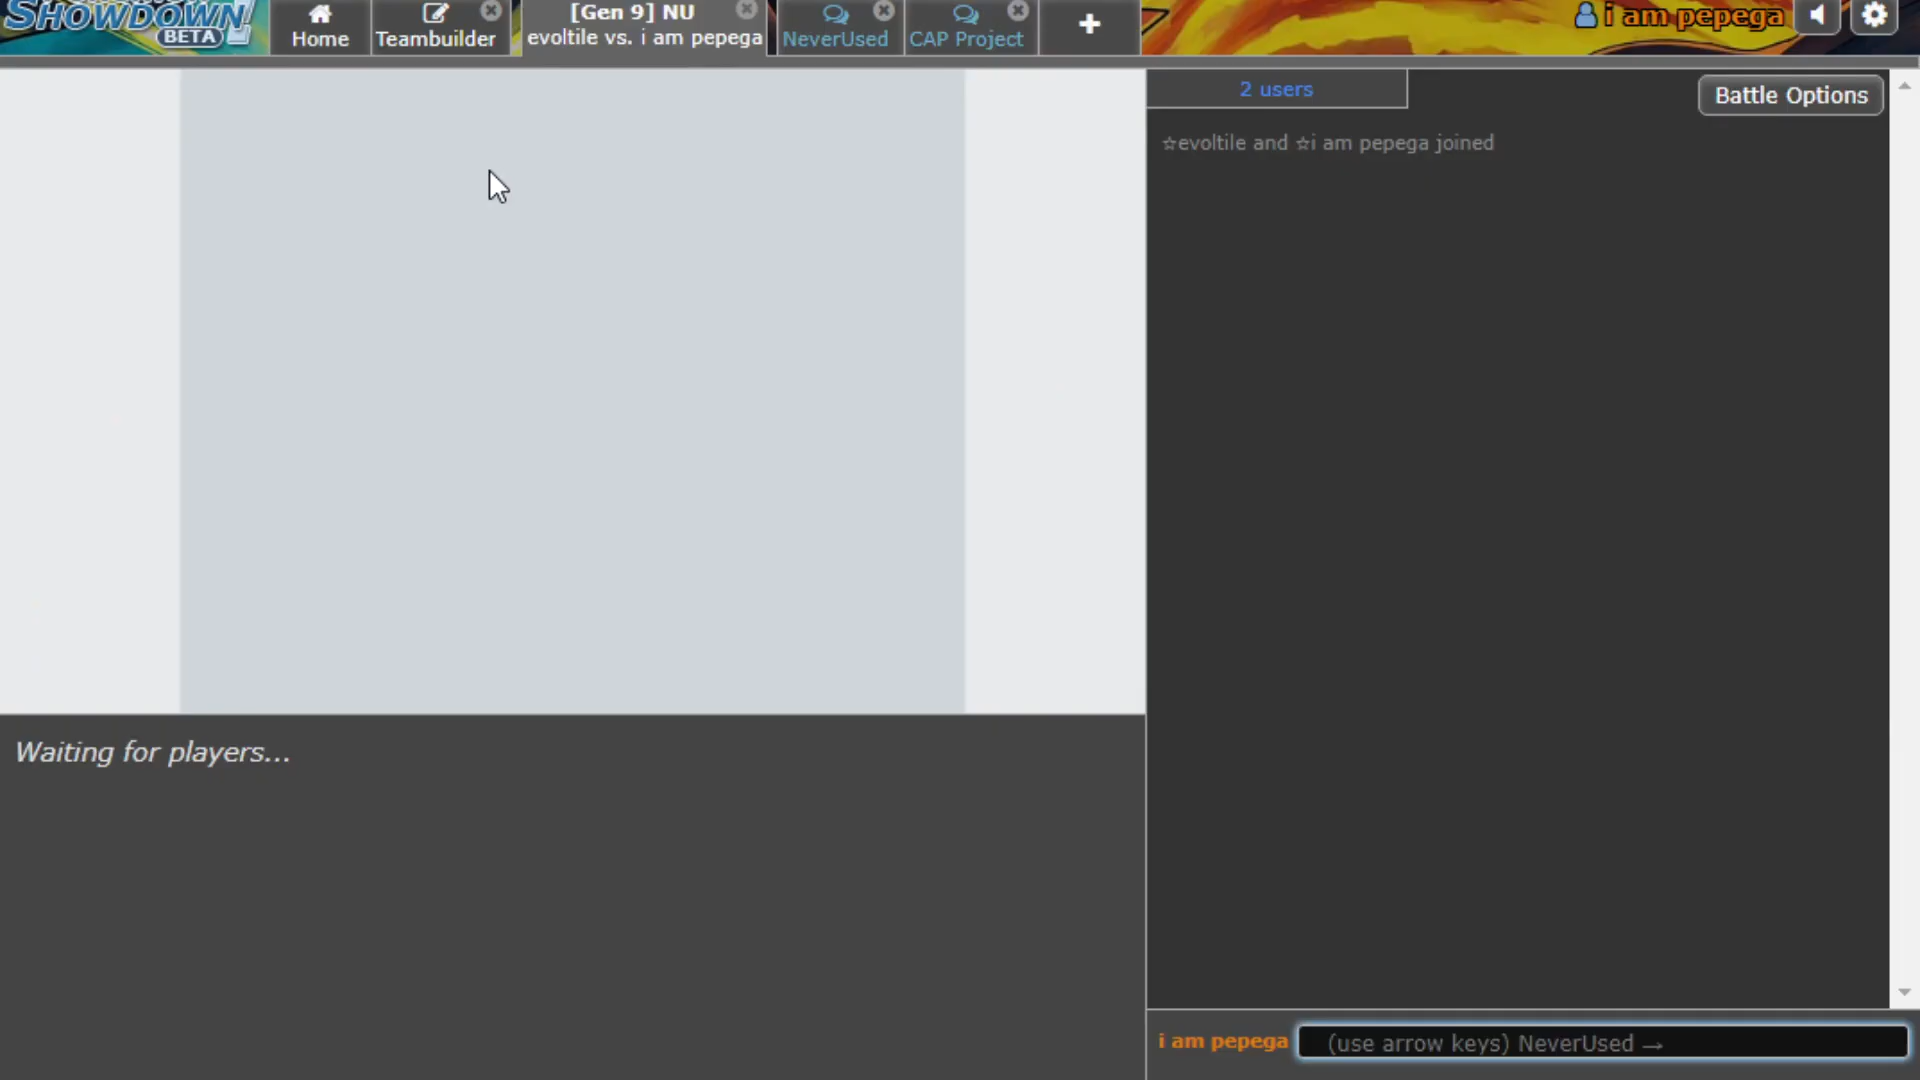 SHOWDOWN
BETA
Home
Teambuilder
[Gen 9] NU
evoltile vs. i am pepega
NeverUsed
CAP Project
i am pepega
2 users
Battle Options
☆evoltile and ☆i am pepega joined
Waiting for players...
i am pepega
(use arrow keys) NeverUsed →